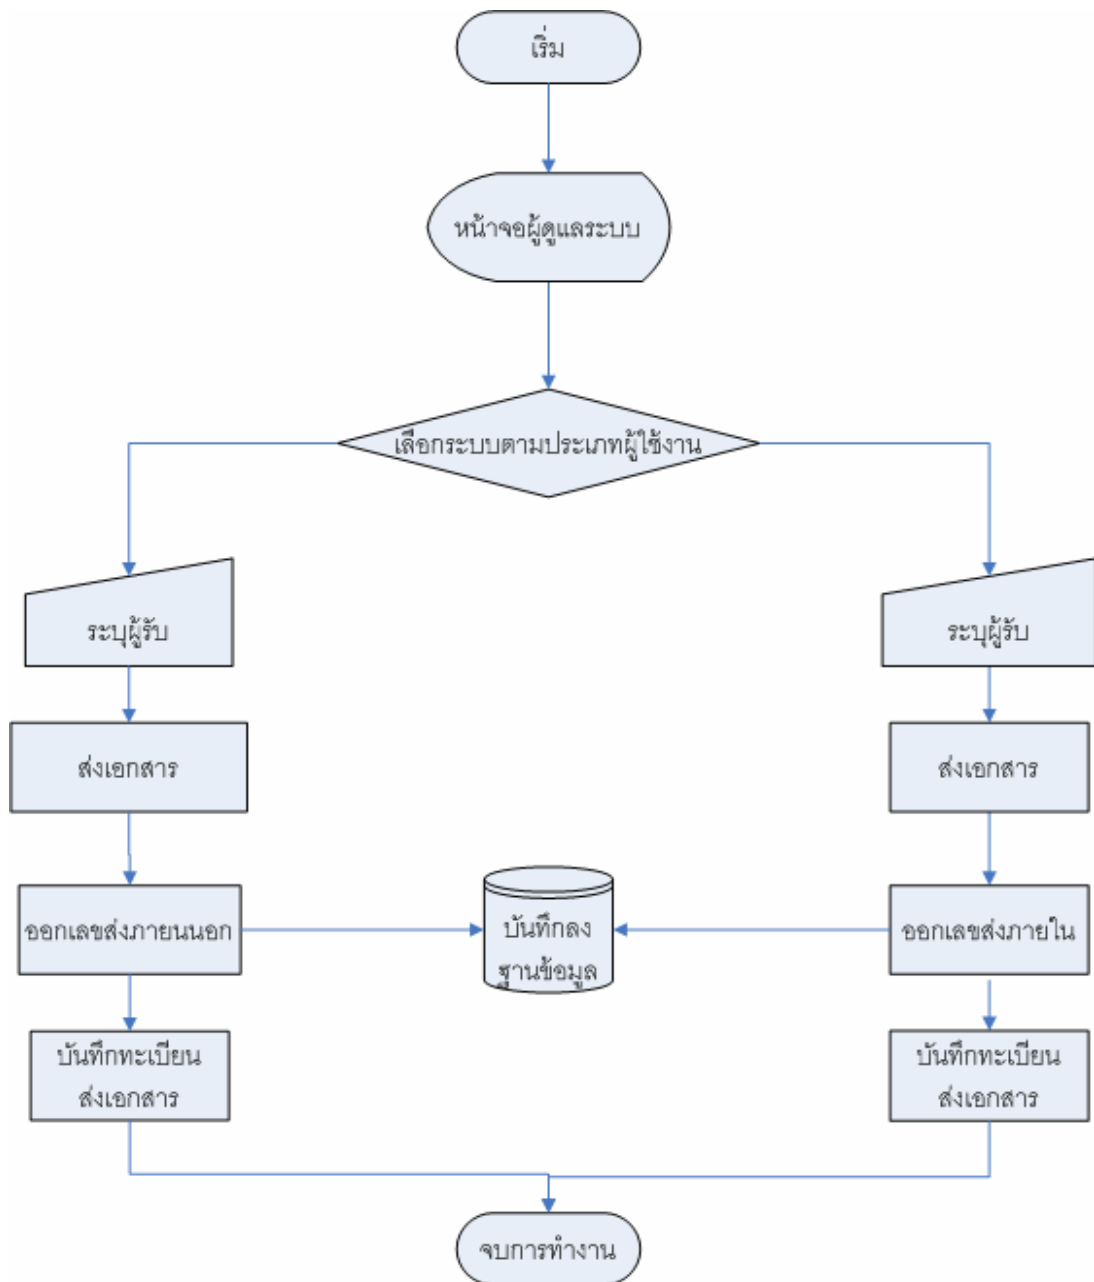 เริ่ม
หน้าจอผู้ดูแลระบบ
เลือกระบบตามประเภทผู้ใช้งาน
ระบุผู้รับ
ระบุผู้รับ
ส่งเอกสาร
ส่งเอกสาร
ออกเลขส่งภายนนอก
บันทึกลง
ฐานข้อมูล
ออกเลขส่งภายใน
บันทึกทะเบียน
ส่งเอกสาร
บันทึกทะเบียน
ส่งเอกสาร
จบการทำงาน